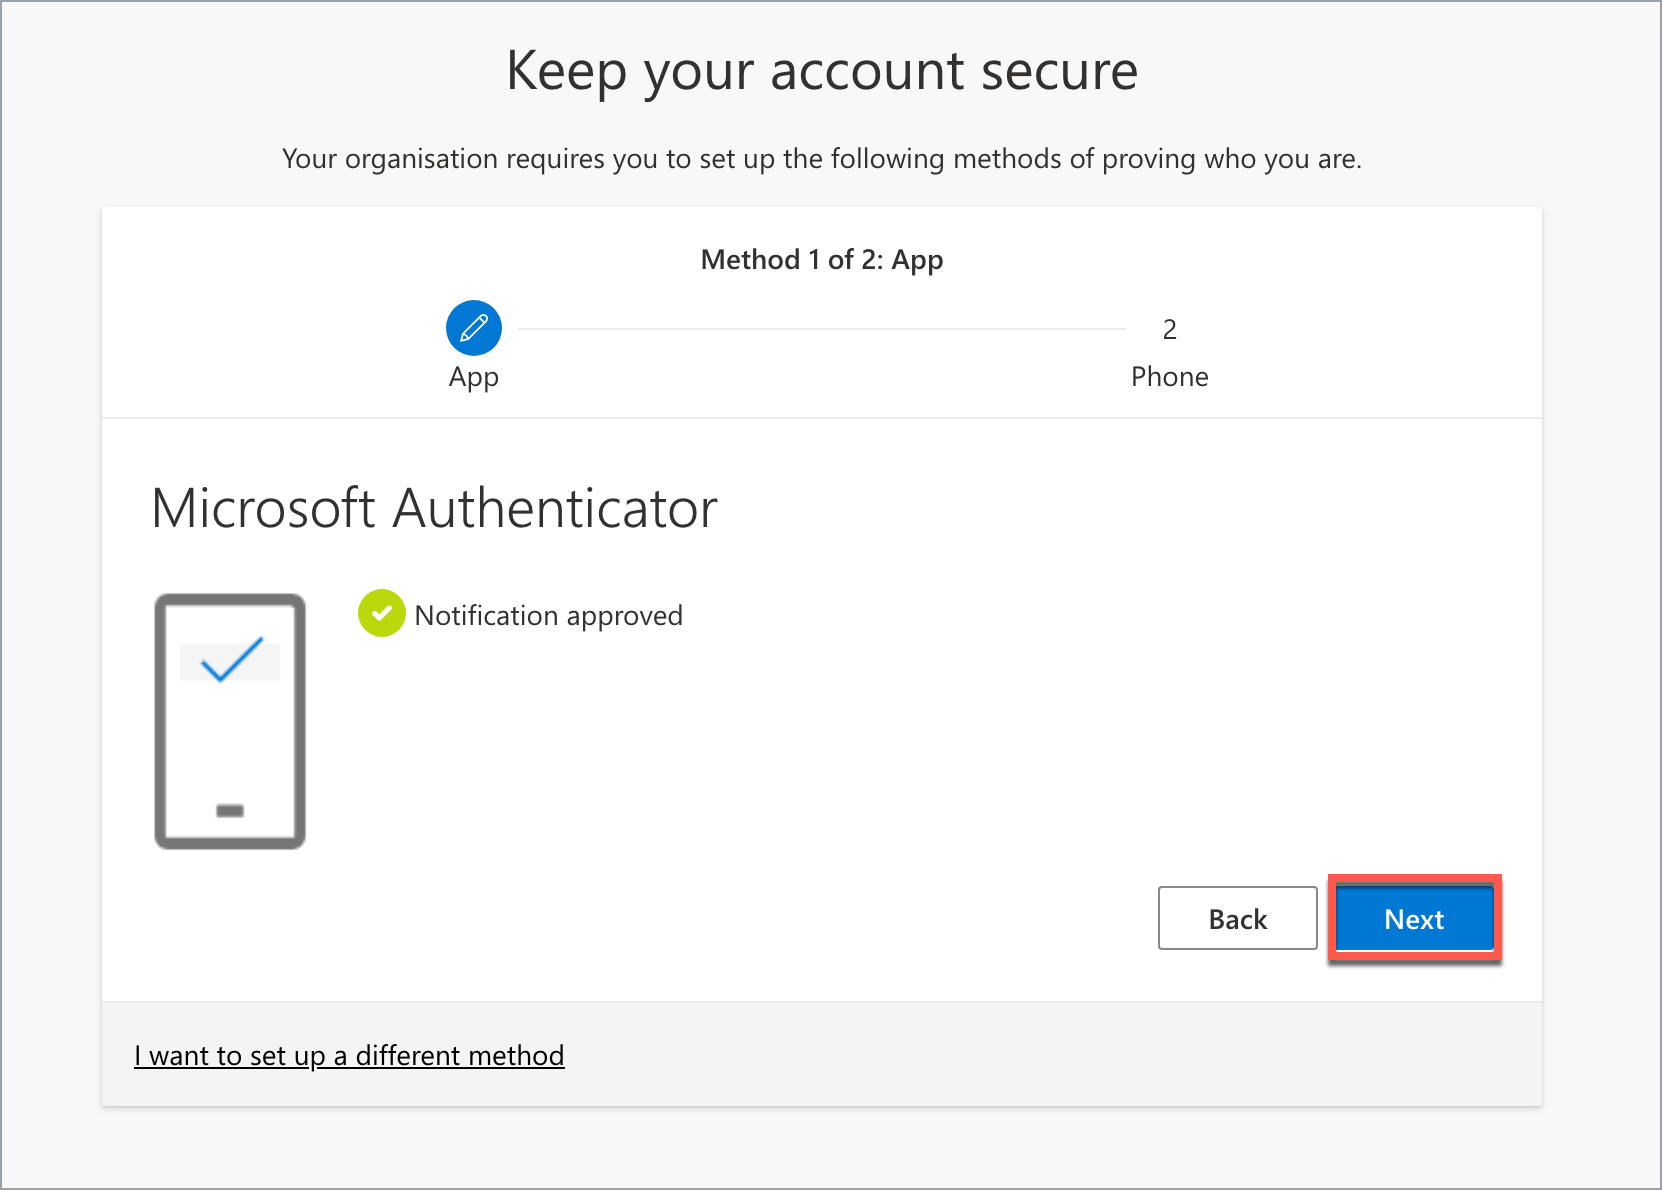 Keep your account secure
Your organisation requires you to set up the following methods of proving who you are.
Method 1 of 2: App
2
App
Phone
Microsoft Authenticator
Notification approved
Back
Next
I want to set up a different method